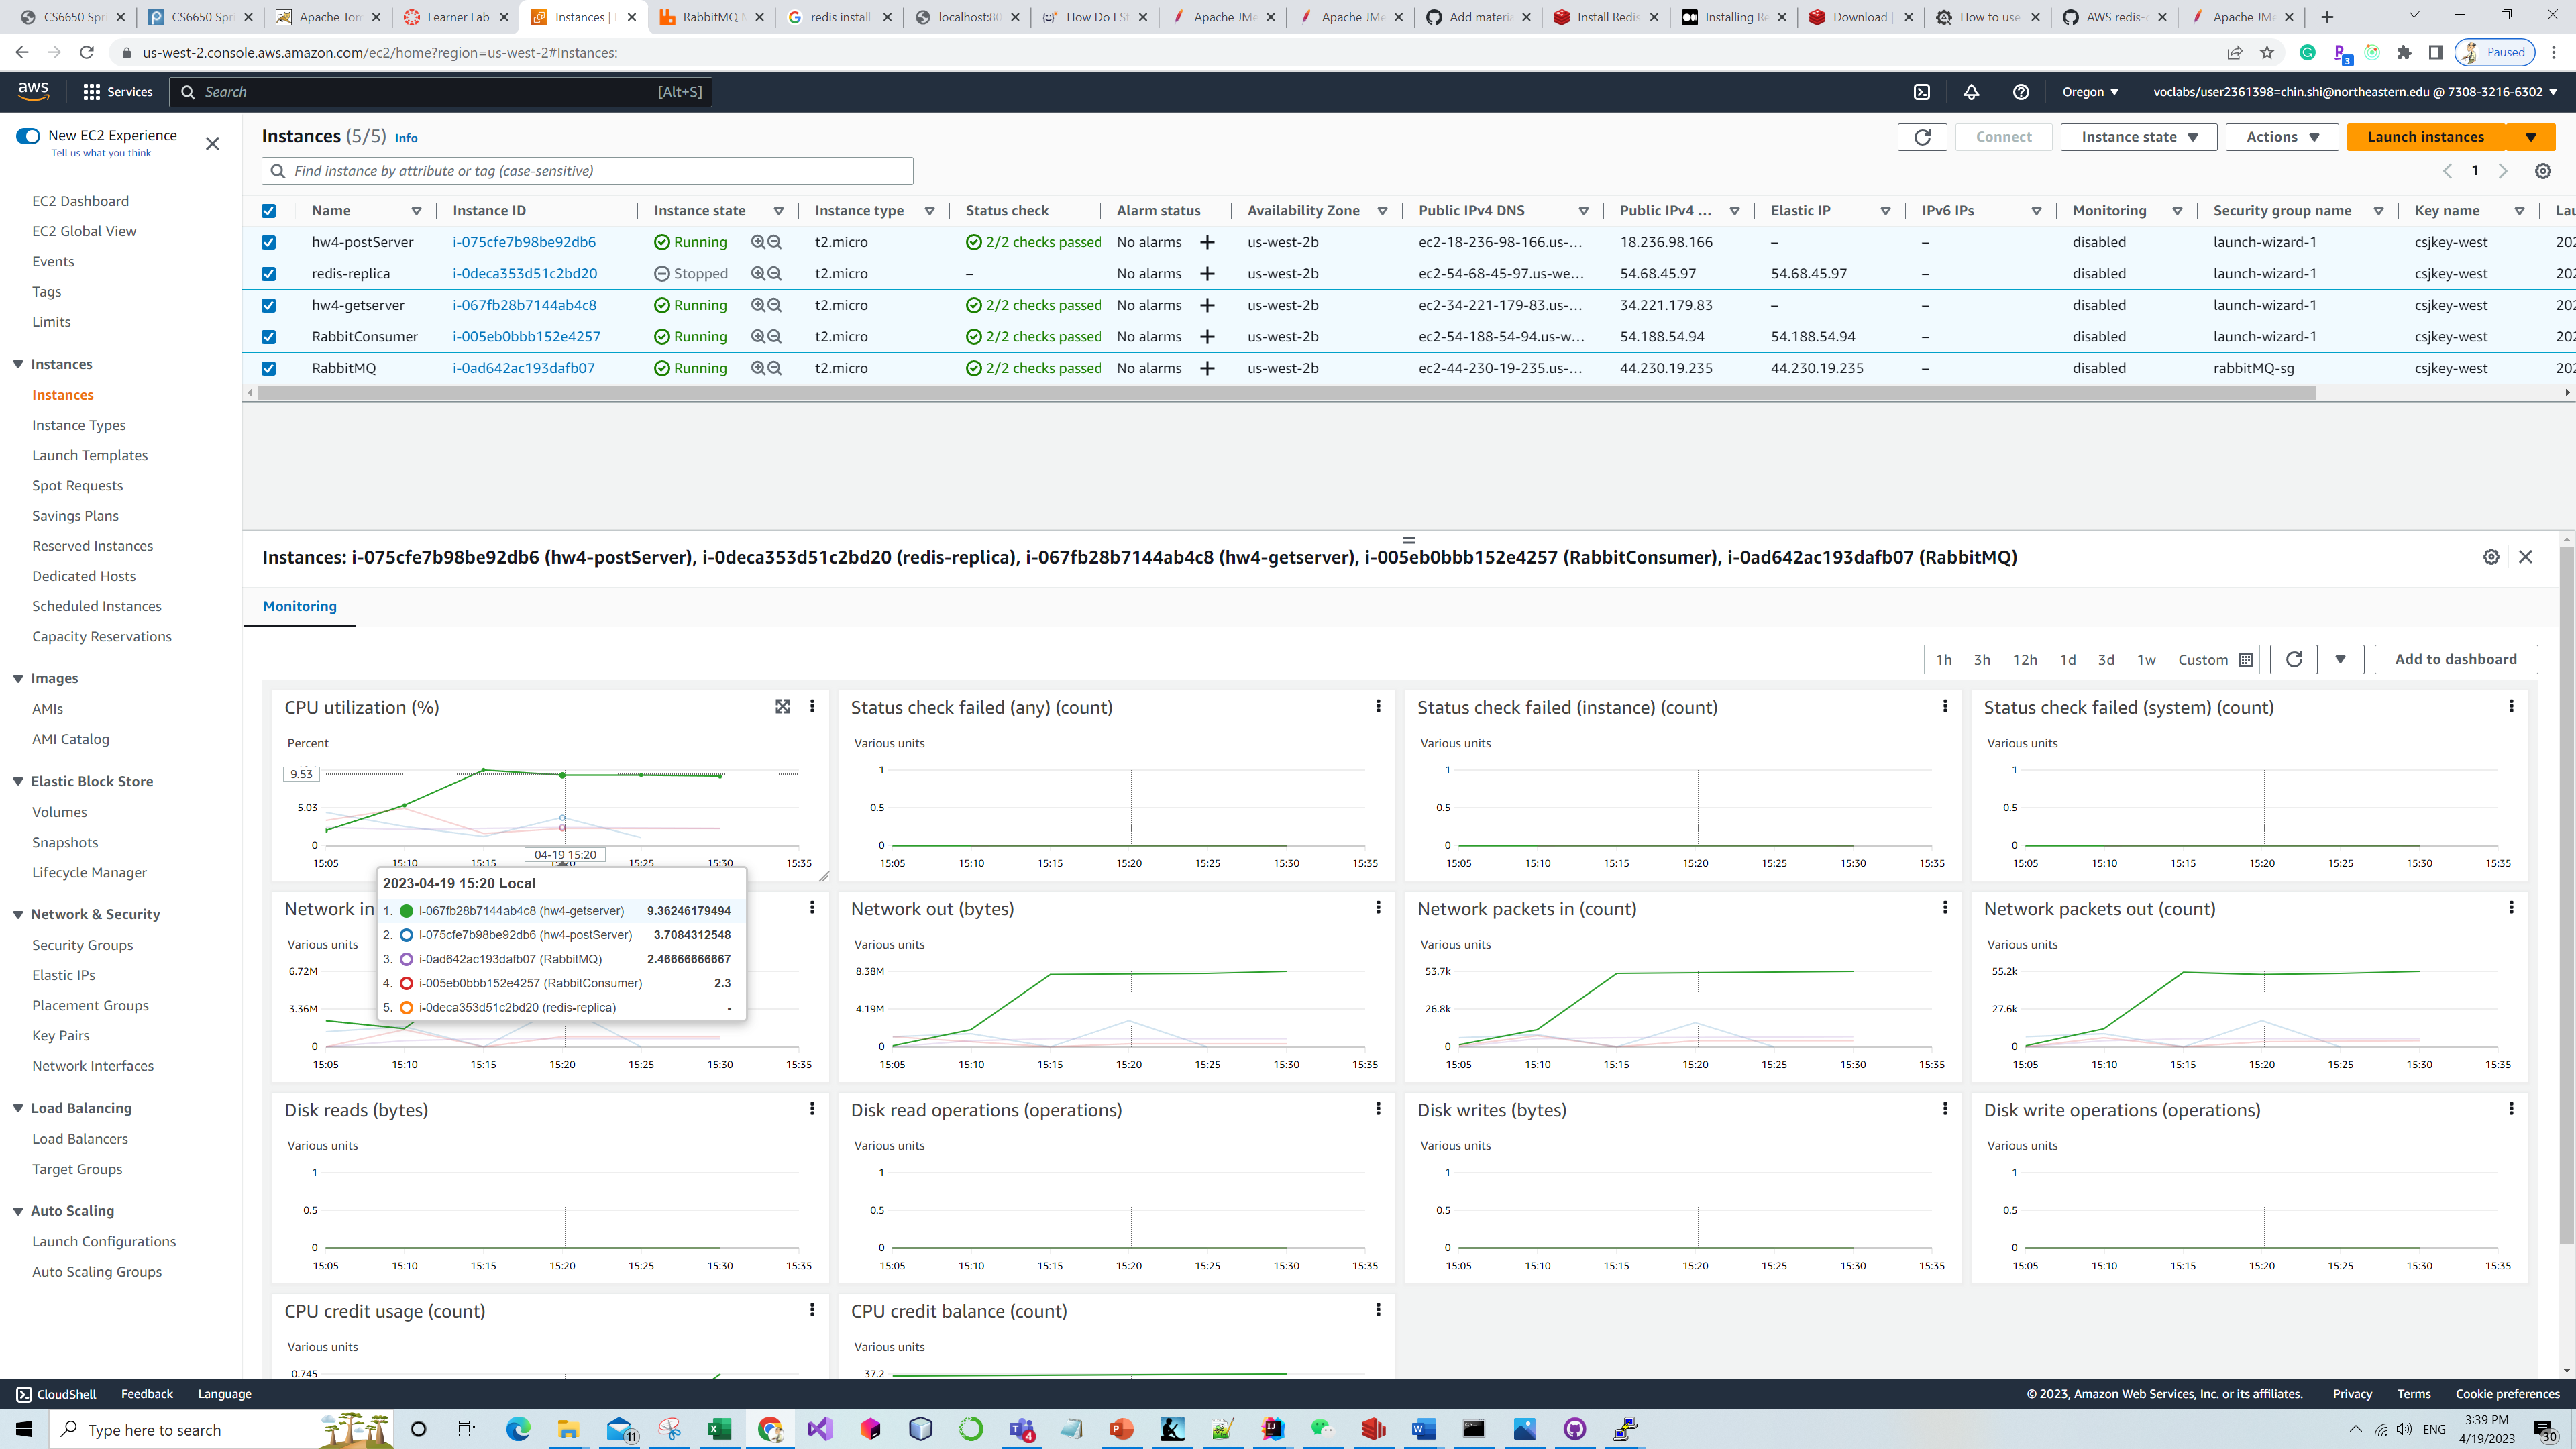 CS6650 Spri
CS6650 Spri
Apache Tom
Learner Lab
Instances | E
RabbitMQ M
redis install
localhost:80
How Do I St
Apache JMe
Apache JMe
Add materia
Install Redis
Installing Re
Download |
How to use
AWS redis-c
Apache JMe
us-west-2.console.aws.amazon.com/ec2/home?region=us-west-2#Instances:
3
Paused
aws
Services
Search
[Alt+S]
Oregon
voclabs/user2361398=chin.shi@northeastern.edu @ 7308-3216-6302
New EC2 Experience
Tell us what you think
EC2 Dashboard
EC2 Global View
Events
Tags
Limits
Instances
Instances
Instance Types
Launch Templates
Spot Requests
Savings Plans
Reserved Instances
Dedicated Hosts
Scheduled Instances
Capacity Reservations
Images
AMIs
AMI Catalog
Elastic Block Store
Volumes
Snapshots
Lifecycle Manager
Network & Security
Security Groups
Elastic IPs
Placement Groups
Key Pairs
Network Interfaces
Load Balancing
Load Balancers
Target Groups
Auto Scaling
Launch Configurations
Auto Scaling Groups
Instances (5/5) Info
Connect
Instance state
Actions
Launch instances
Find instance by attribute or tag (case-sensitive)
1
Name Instance ID Instance state Instance type Status check Alarm status Availability Zone Public IPv4 DNS Public IPv4 ... Elastic IP IPv6 IPs Monitoring Security group name Key name Lau
hw4-postServer i-075cfe7b98be92db6 Running t2.micro 2/2 checks passed No alarms + us-west-2b ec2-18-236-98-166.us-... 18.236.98.166 – – disabled launch-wizard-1 csjkey-west 202
redis-replica i-0deca353d51c2bd20 Stopped t2.micro – No alarms + us-west-2b ec2-54-68-45-97.us-we... 54.68.45.97 54.68.45.97 – disabled launch-wizard-1 csjkey-west 202
hw4-getserver i-067fb28b7144ab4c8 Running t2.micro 2/2 checks passed No alarms + us-west-2b ec2-34-221-179-83.us-... 34.221.179.83 – – disabled launch-wizard-1 csjkey-west 202
RabbitConsumer i-005eb0bbb152e4257 Running t2.micro 2/2 checks passed No alarms + us-west-2b ec2-54-188-54-94.us-w... 54.188.54.94 54.188.54.94 – disabled launch-wizard-1 csjkey-west 202
RabbitMQ i-0ad642ac193dafb07 Running t2.micro 2/2 checks passed No alarms + us-west-2b ec2-44-230-19-235.us-... 44.230.19.235 44.230.19.235 – disabled rabbitMQ-sg csjkey-west 202
Instances: i-075cfe7b98be92db6 (hw4-postServer), i-0deca353d51c2bd20 (redis-replica), i-067fb28b7144ab4c8 (hw4-getserver), i-005eb0bbb152e4257 (RabbitConsumer), i-0ad642ac193dafb07 (RabbitMQ)
Monitoring
1h 3h 12h 1d 3d 1w Custom
Add to dashboard
CPU utilization (%)
Percent
9.53
5.03
0
15:05 15:10 15:15 15:20 15:25 15:30 15:35
04-19 15:20
2023-04-19 15:20 Local
1. i-067fb28b7144ab4c8 (hw4-getserver) 9.36246179494
2. i-075cfe7b98be92db6 (hw4-postServer) 3.7084312548
3. i-0ad642ac193dafb07 (RabbitMQ) 2.46666666667
4. i-005eb0bbb152e4257 (RabbitConsumer) 2.3
5. i-0deca353d51c2bd20 (redis-replica) -
Status check failed (any) (count)
Various units
1
0.5
0
15:05 15:10 15:15 15:20 15:25 15:30 15:35
Status check failed (instance) (count)
Various units
1
0.5
0
15:05 15:10 15:15 15:20 15:25 15:30 15:35
Status check failed (system) (count)
Various units
1
0.5
0
15:05 15:10 15:15 15:20 15:25 15:30 15:35
Network in
Various units
6.72M
3.36M
0
15:05 15:10 15:15 15:20 15:25 15:30 15:35
Network out (bytes)
Various units
8.38M
4.19M
0
15:05 15:10 15:15 15:20 15:25 15:30 15:35
Network packets in (count)
Various units
53.7k
26.8k
0
15:05 15:10 15:15 15:20 15:25 15:30 15:35
Network packets out (count)
Various units
55.2k
27.6k
0
15:05 15:10 15:15 15:20 15:25 15:30 15:35
Disk reads (bytes)
Various units
1
0.5
0
15:05 15:10 15:15 15:20 15:25 15:30 15:35
Disk read operations (operations)
Various units
1
0.5
0
15:05 15:10 15:15 15:20 15:25 15:30 15:35
Disk writes (bytes)
Various units
1
0.5
0
15:05 15:10 15:15 15:20 15:25 15:30 15:35
Disk write operations (operations)
Various units
1
0.5
0
15:05 15:10 15:15 15:20 15:25 15:30 15:35
CPU credit usage (count)
Various units
0.745
CPU credit balance (count)
Various units
37.2
CloudShell
Feedback
Language
© 2023, Amazon Web Services, Inc. or its affiliates.
Privacy
Terms
Cookie preferences
Type here to search
11
4
ENG
3:39 PM
4/19/2023
30